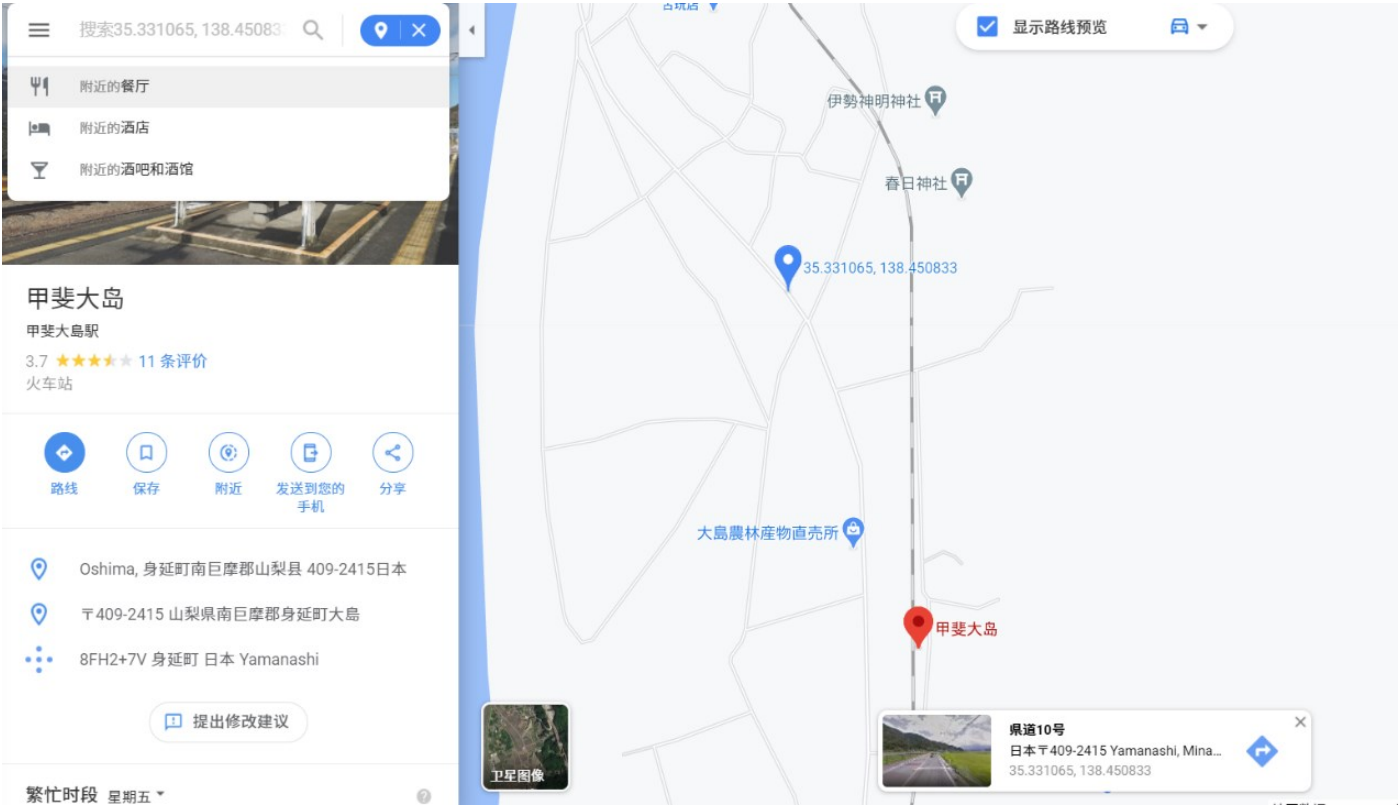 搜索35.331065, 138.45083
附近的餐厅
附近的酒店
附近的酒吧和酒馆
甲斐大岛
甲斐大島駅
3.7
11 条评价
火车站
路线
保存
附近
发送到您的
手机
分享
Oshima, 身延町南巨摩郡山梨县 409-2415日本
〒409-2415 山梨県南巨摩郡身延町大島
8FH2+7V 身延町 日本 Yamanashi
提出修改建议
繁忙时段 星期五
显示路线预览
伊勢神明神社
春日神社
35.331065, 138.450833
大島農林産物直売所
甲斐大岛
卫星图像
県道10号
日本〒409-2415 Yamanashi, Mina...
35.331065, 138.450833